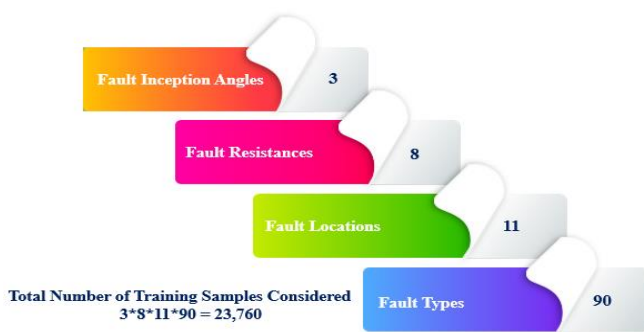 Fault Inception Angles 3
Fault Resistances 8
Fault Locations 11
Fault Types 90
Total Number of Training Samples Considered
3*8*11*90 = 23,760